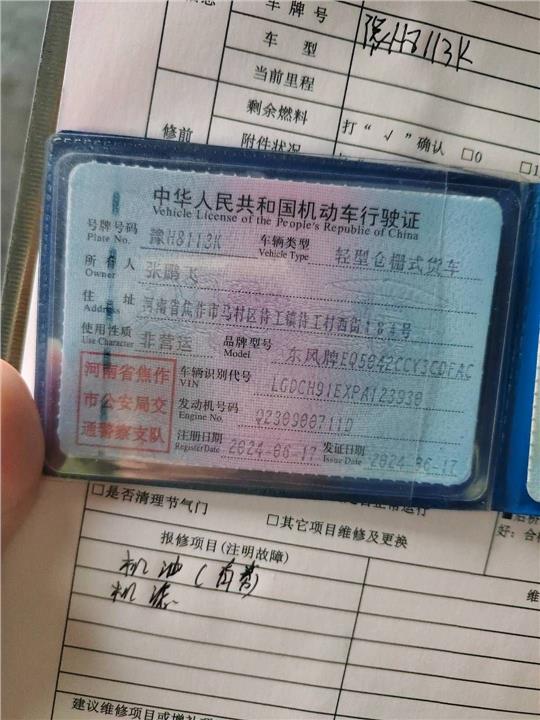 车牌号
豫H8113K
车 型
当前里程
剩余燃料
修前
附件状况
打“√”确认 □0 □1
中华人民共和国机动车行驶证
Vehicle License of the People's Republic of China
号牌号码 豫H8113K 车辆类型 轻型仓栅式货车
Plate No. Vehicle Type
所有人 张鹏飞
Owner
住 址 河南省焦作市马村区待王镇待王村西街184号
Address
使用性质 非营运 品牌型号 东风牌EQ5042CCY3CDFAC
Use Character Model
河南省焦作
市公安局交
通警察支队
车辆识别代号 LGDCH91EXPA123930
VIN
发动机号码 QZ30900711D
Engine No.
注册日期 2024-06-17 发证日期 2024-06-17
Register Date Issue Date
□是否清理节气门
□其它项目维修及更换
好：合格
报修项目(注明故障)
维
机油(自费)
机滤
建议维修项目或增补项